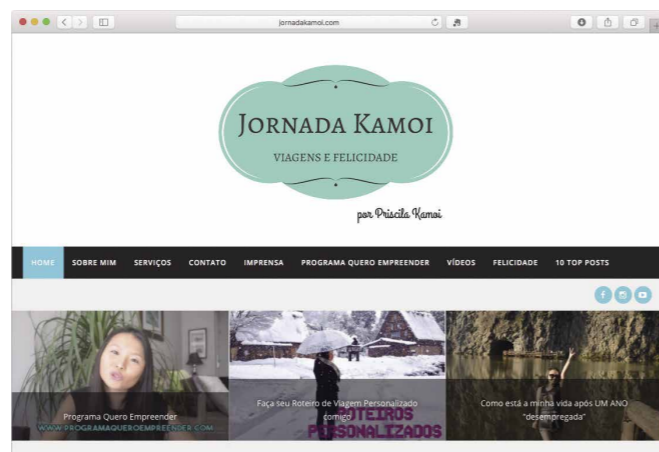 jornadakamoi.com
JORNADA KAMOI
VIAGENS E FELICIDADE
por Priscila Kamoi
HOME SOBRE MIM SERVIÇOS CONTATO IMPRENSA PROGRAMA QUERO EMPREENDER VÍDEOS FELICIDADE 10 TOP POSTS
Programa Quero Empreender
WWW.PROGRAMAQUEROEMPREENDER.COM
Faça seu Roteiro de Viagem Personalizado
comigo
ROTEIROS
PERSONALIZADOS
Como está a minha vida após UM ANO
"desempregada"